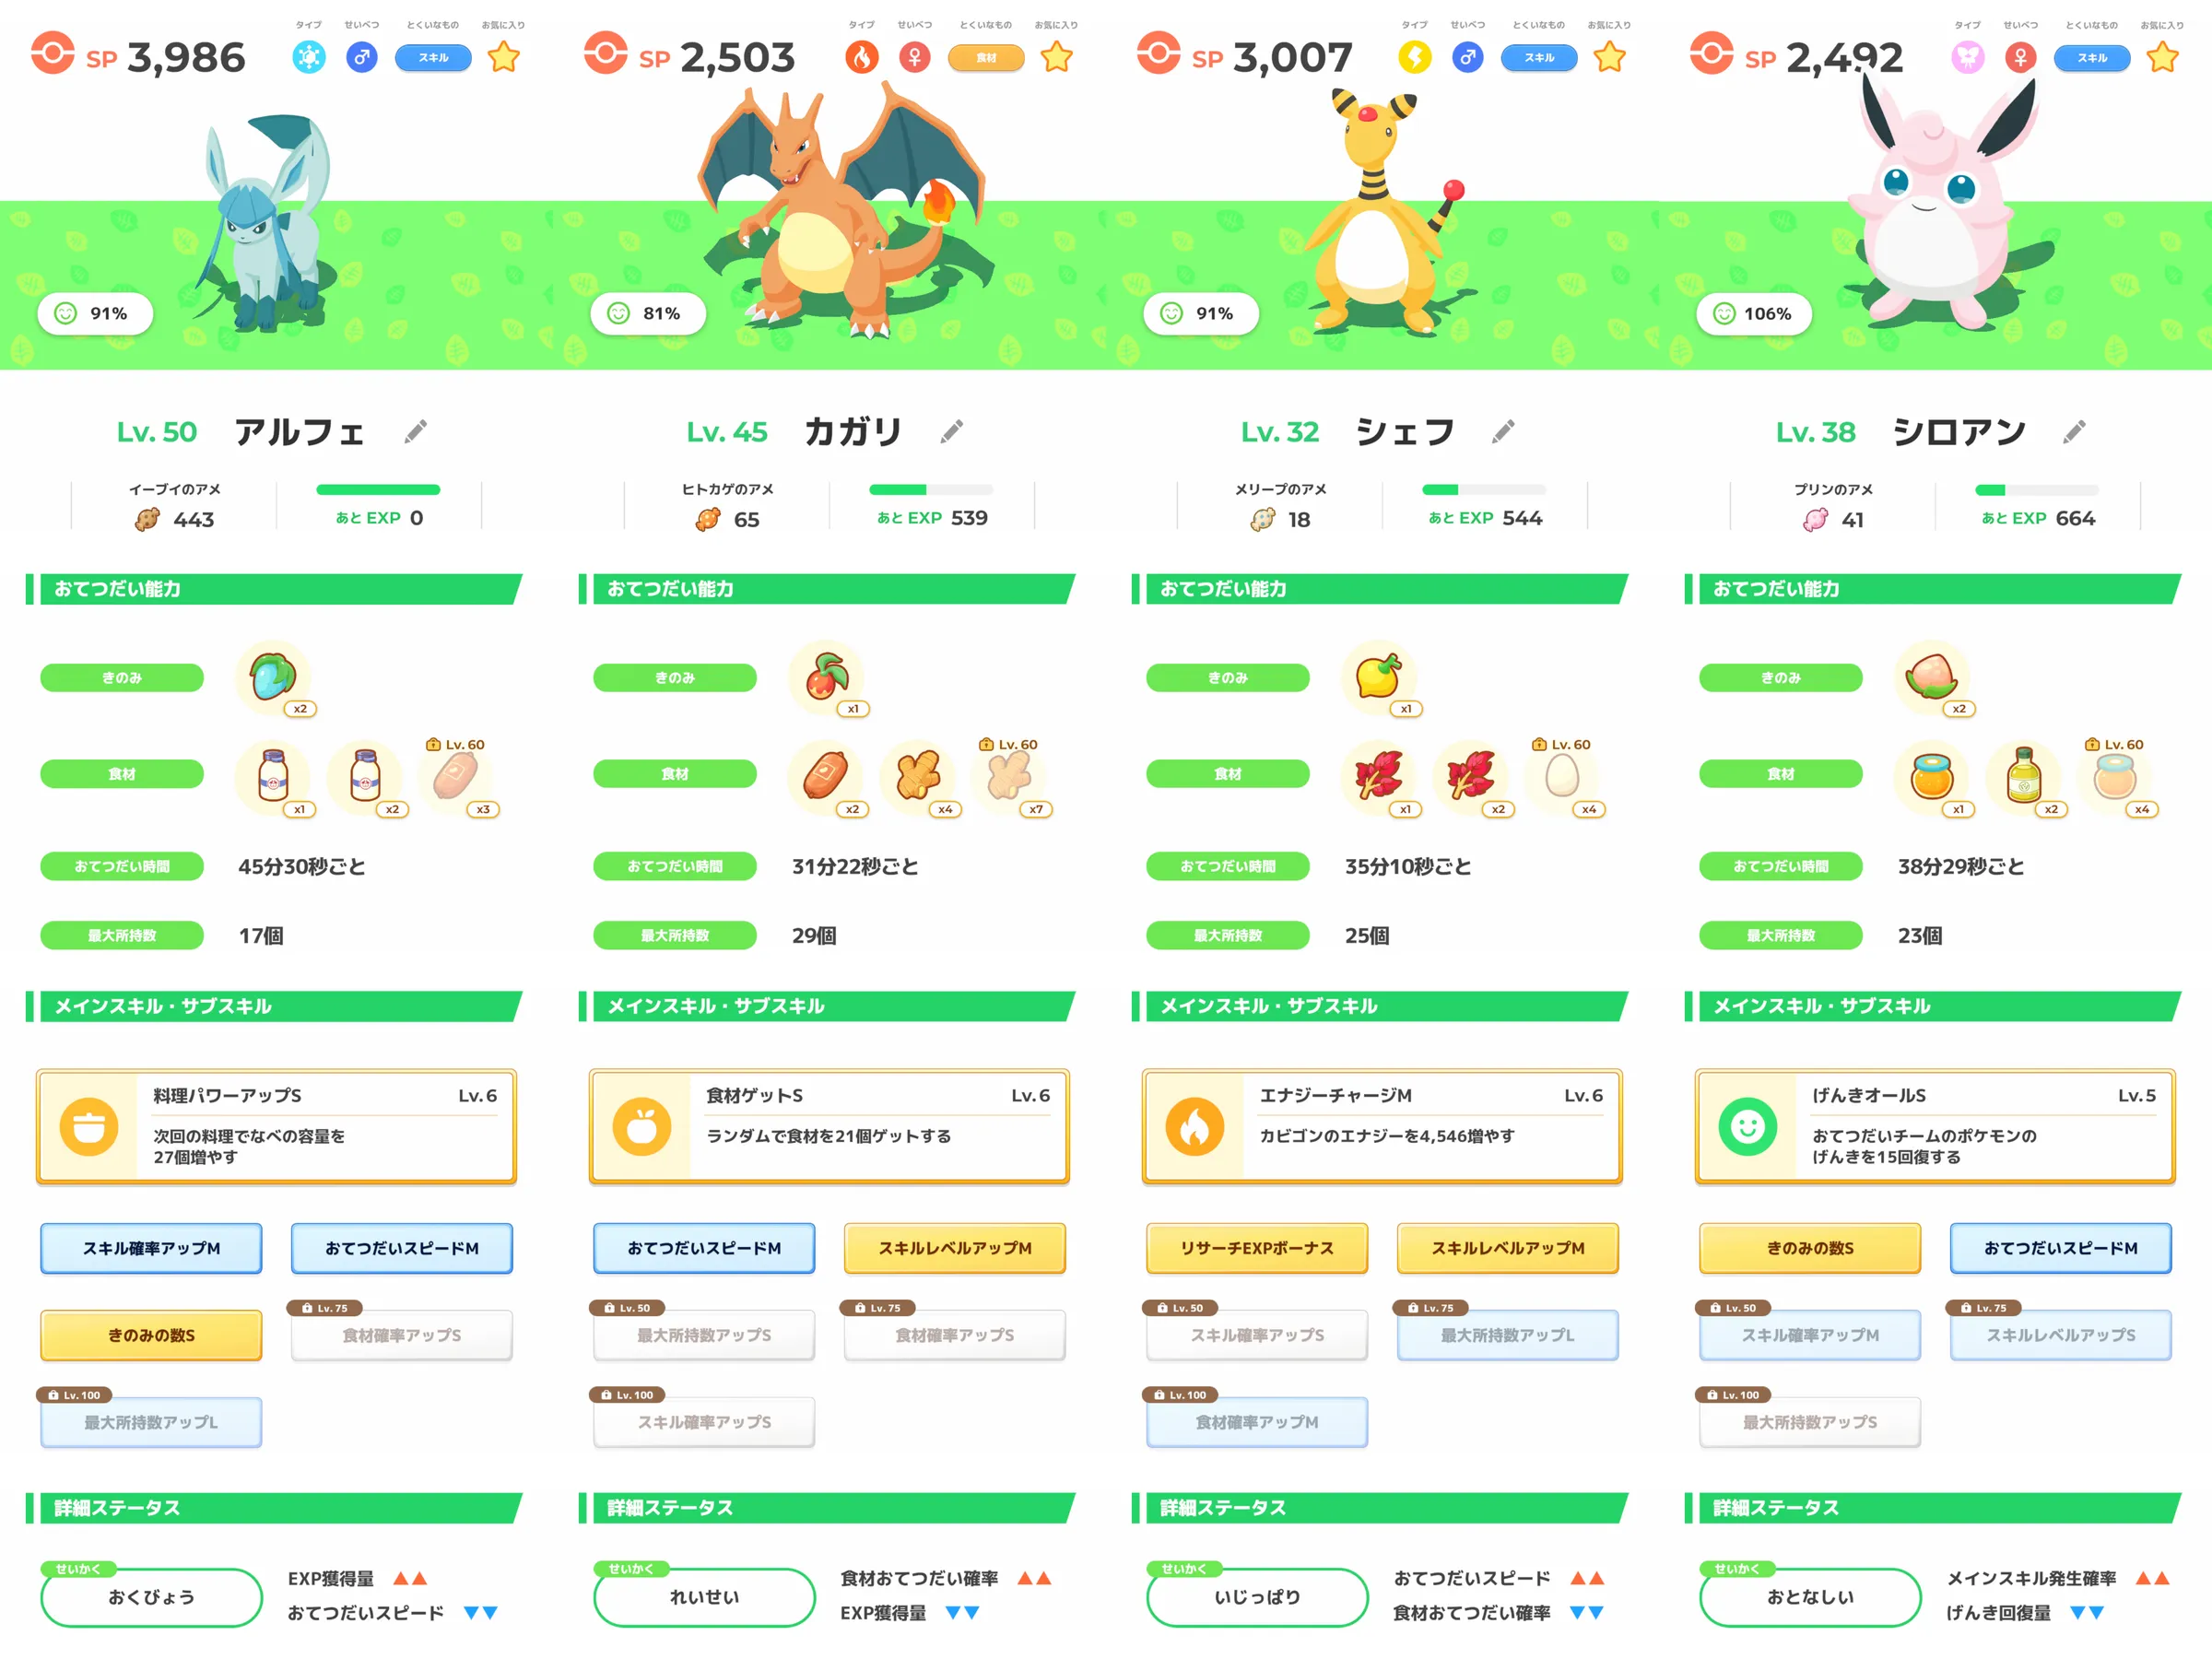 タイプ せいべつ とくいなもの お気に入り
SP 3,986 スキル
91%
Lv. 50 アルフェ
イーブイのアメ
443 あと EXP 0
おてつだい能力
きのみ
x2
食材
Lv. 60
x1 x2 x3
おてつだい時間 45分30秒ごと
最大所持数 17個
メインスキル・サブスキル
料理パワーアップS Lv. 6
次回の料理でなべの容量を
27個増やす
スキル確率アップM おてつだいスピードM
Lv. 75
きのみの数S 食材確率アップS
Lv. 100
最大所持数アップL
詳細ステータス
せいかく
おくびょう
EXP獲得量
おてつだいスピード
タイプ せいべつ とくいなもの お気に入り
SP 2,503 食材
81%
Lv. 45 カガリ
ヒトカゲのアメ
65 あと EXP 539
おてつだい能力
きのみ
x1
食材
Lv. 60
x2 x4 x7
おてつだい時間 31分22秒ごと
最大所持数 29個
メインスキル・サブスキル
食材ゲットS Lv. 6
ランダムで食材を21個ゲットする
おてつだいスピードM スキルレベルアップM
Lv. 50 Lv. 75
最大所持数アップS 食材確率アップS
Lv. 100
スキル確率アップS
詳細ステータス
せいかく
れいせい
食材おてつだい確率
EXP獲得量
タイプ せいべつ とくいなもの お気に入り
SP 3,007 スキル
91%
Lv. 32 シェフ
メリープのアメ
18 あと EXP 544
おてつだい能力
きのみ
x1
食材
Lv. 60
x1 x2 x4
おてつだい時間 35分10秒ごと
最大所持数 25個
メインスキル・サブスキル
エナジーチャージM Lv. 6
カビゴンのエナジーを4,546増やす
リサーチEXPボーナス スキルレベルアップM
Lv. 50 Lv. 75
スキル確率アップS 最大所持数アップL
Lv. 100
食材確率アップM
詳細ステータス
せいかく
いじっぱり
おてつだいスピード
食材おてつだい確率
タイプ せいべつ とくいなもの お気に入り
SP 2,492 スキル
106%
Lv. 38 シロアン
プリンのアメ
41 あと EXP 664
おてつだい能力
きのみ
x2
食材
Lv. 60
x1 x2 x4
おてつだい時間 38分29秒ごと
最大所持数 23個
メインスキル・サブスキル
げんきオールS Lv. 5
おてつだいチームのポケモンの
げんきを15回復する
きのみの数S おてつだいスピードM
Lv. 50 Lv. 75
スキル確率アップM スキルレベルアップS
Lv. 100
最大所持数アップS
詳細ステータス
せいかく
おとなしい
メインスキル発生確率
げんき回復量